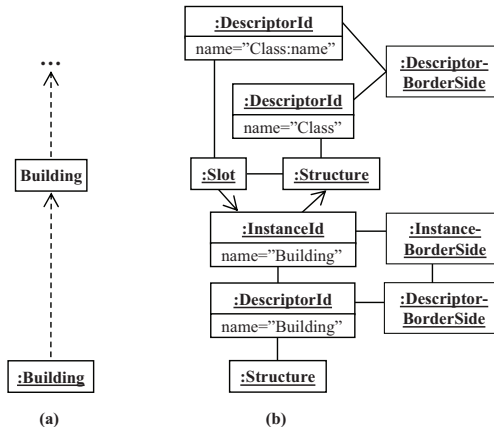 ...
Building
:Building
(a)
:DescriptorId
name=”Class:name”
:Descriptor-
BorderSide
:DescriptorId
name=”Class”
:Slot
:Structure
:InstanceId
name=”Building”
:Instance-
BorderSide
:DescriptorId
name=”Building”
:Descriptor-
BorderSide
:Structure
(b)